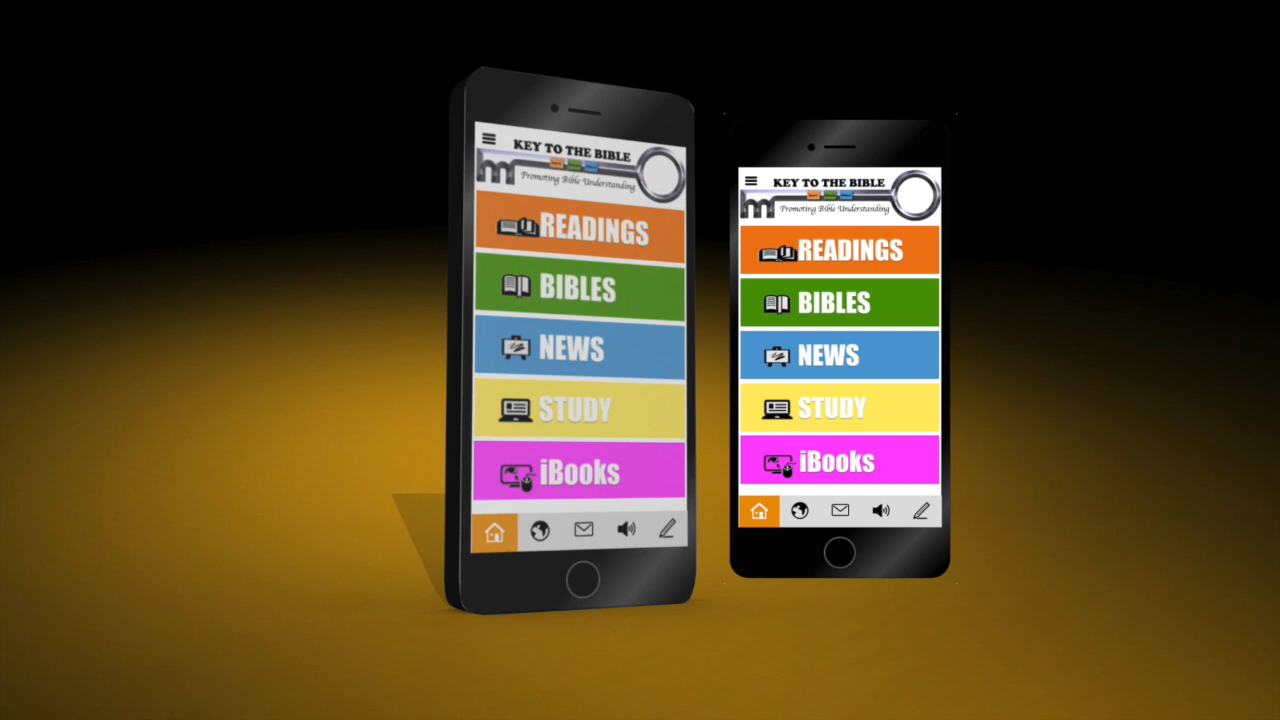 KEY TO THE BIBLE
Promoting Bible Understanding
READINGS
BIBLES
NEWS
STUDY
iBooks
KEY TO THE BIBLE
Promoting Bible Understanding
READINGS
BIBLES
NEWS
STUDY
iBooks